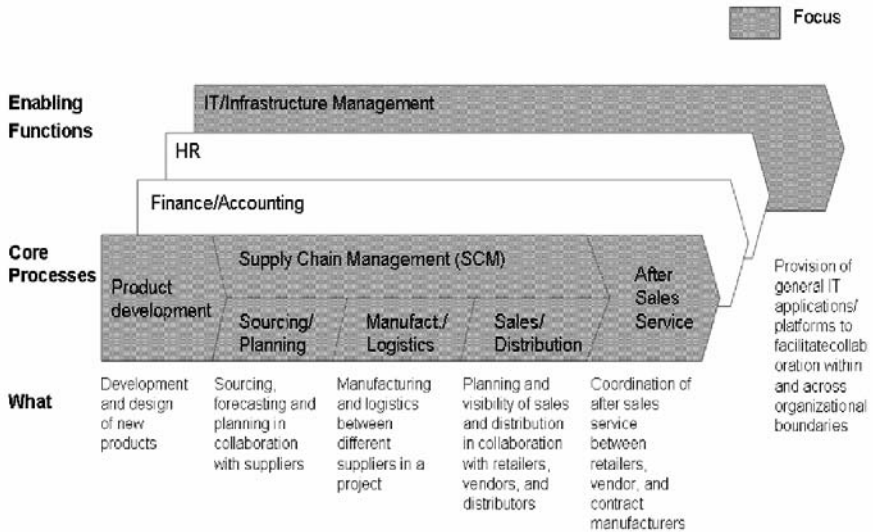 Focus
Enabling
Functions
IT/Infrastructure Management
HR
Finance/Accounting
Core
Processes
Product
development
Supply Chain Management (SCM)
Sourcing/
Planning
Manufact./
Logistics
Sales/
Distribution
After
Sales
Service
Provision of
general IT
applications/
platforms to
facilitatecollab
oration within
and across
organizational
boundaries
What
Development
and design
of new
products
Sourcing,
forecasting and
planning in
collaboration
with suppliers
Manufacturing
and logistics
between
different
suppliers in a
project
Planning and
visibility of sales
and distribution
in collaboration
with retailers,
vendors, and
distributors
Coordination of
after sales
service
between
retailers,
vendor, and
contract
manufacturers